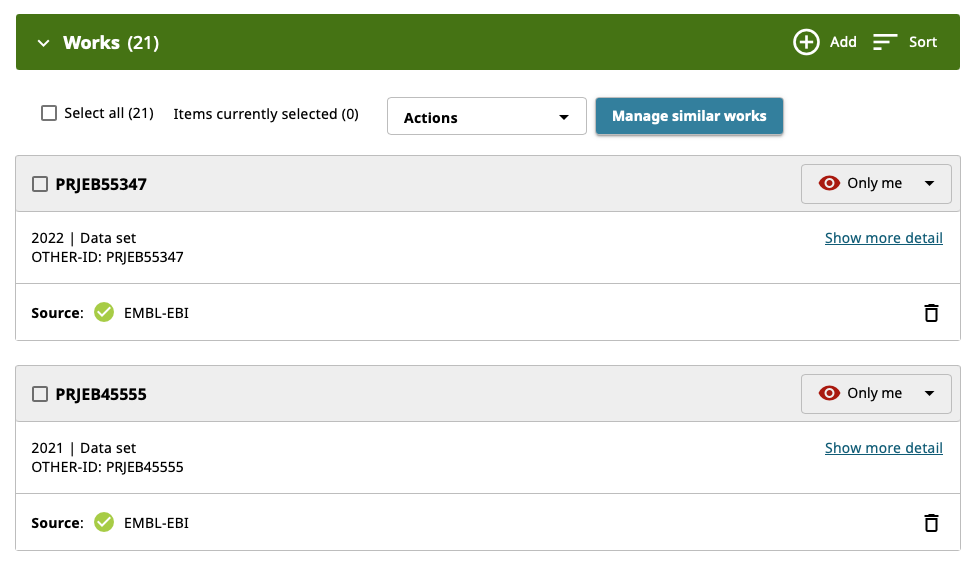 Works (21) Add Sort
Select all (21) Items currently selected (0) Actions Manage similar works
PRJEB55347 Only me
2022 | Data set Show more detail
OTHER-ID: PRJEB55347
Source: EMBL-EBI
PRJEB45555 Only me
2021 | Data set Show more detail
OTHER-ID: PRJEB45555
Source: EMBL-EBI